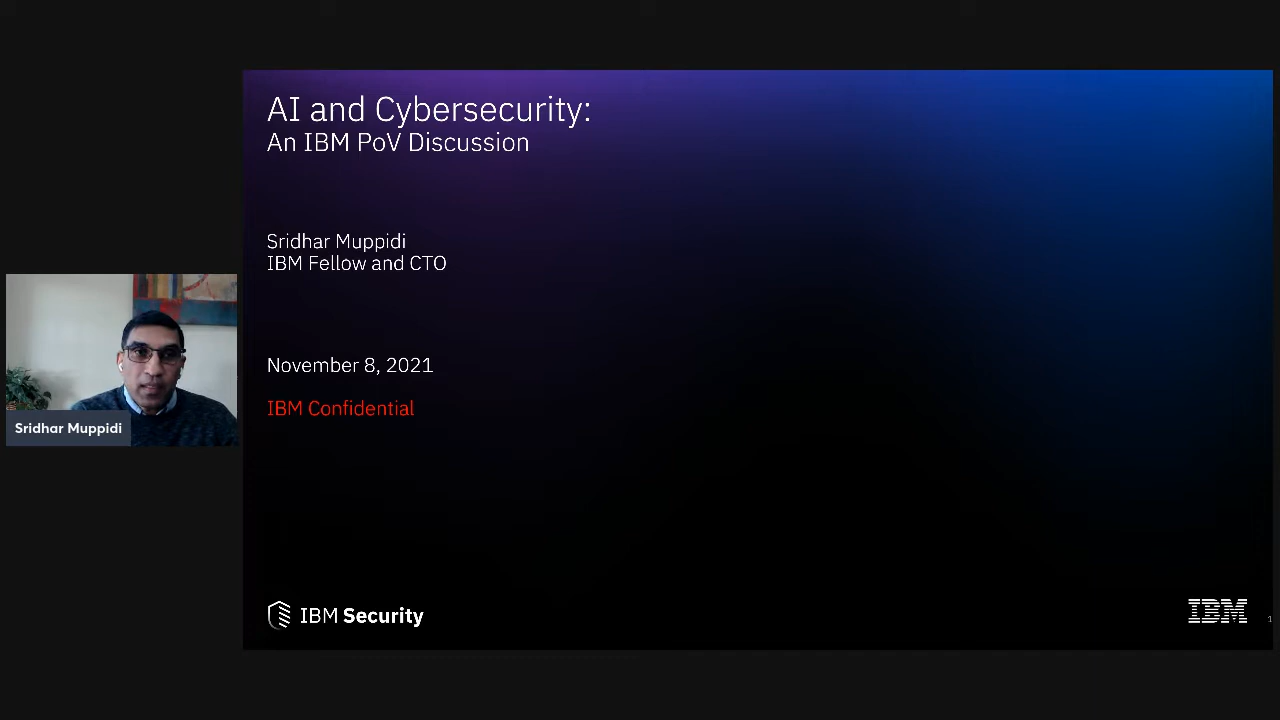 AI and Cybersecurity:
An IBM PoV Discussion
Sridhar Muppidi
IBM Fellow and CTO
November 8, 2021
IBM Confidential
Sridhar Muppidi
IBM Security
IBM
1